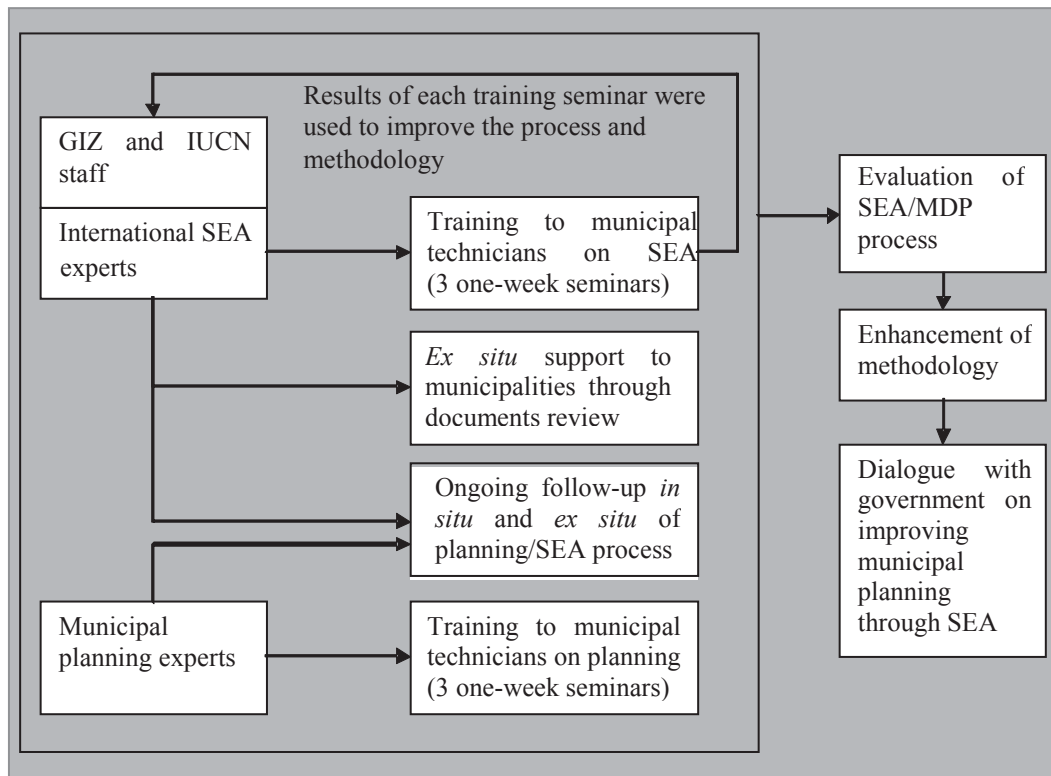 Results of each training seminar were
used to improve the process and
methodology
GIZ and IUCN
staff
International SEA
experts
Training to municipal
technicians on SEA
(3 one-week seminars)
Ex situ support to
municipalities through
documents review
Ongoing follow-up in
situ and ex situ of
planning/SEA process
Municipal
planning experts
Training to municipal
technicians on planning
(3 one-week seminars)
Evaluation of
SEA/MDP
process
Enhancement of
methodology
Dialogue with
government on
improving
municipal
planning
through SEA